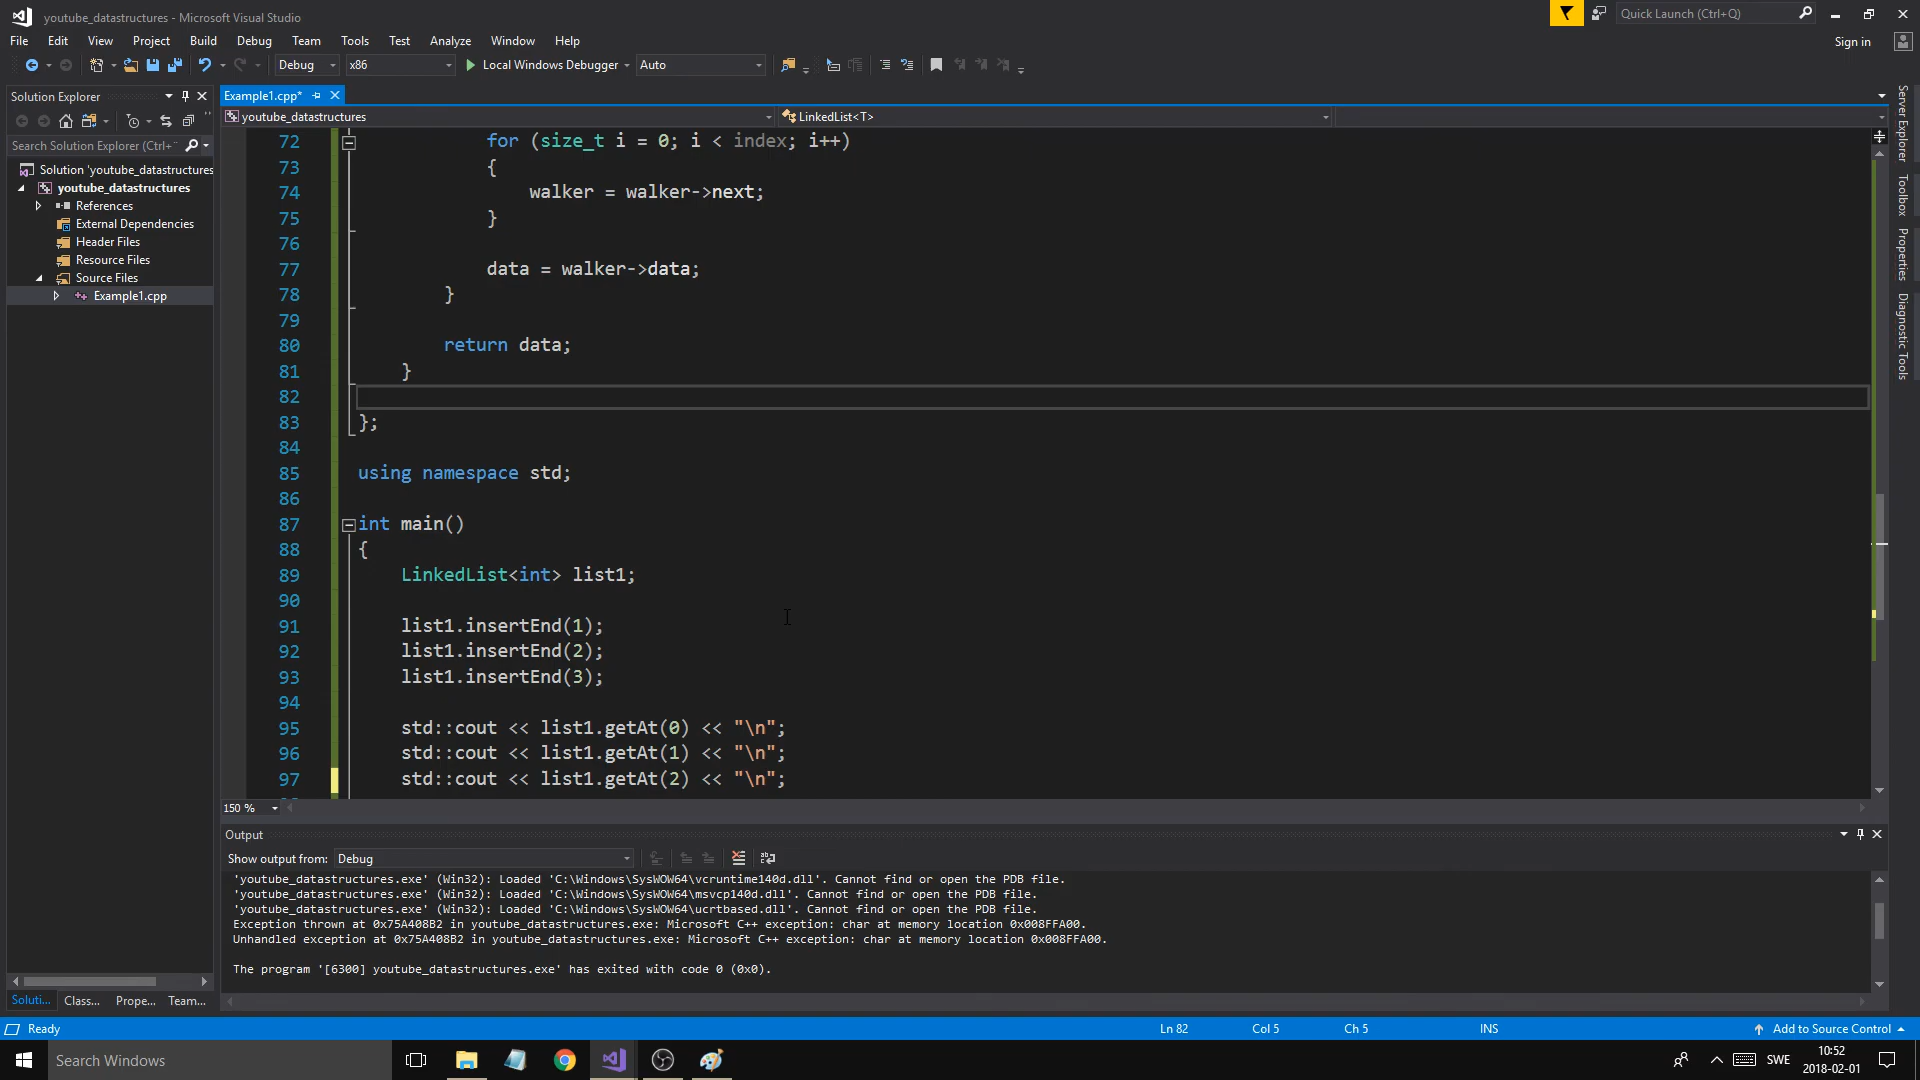 youtube_datastructures - Microsoft Visual Studio
Quick Launch (Ctrl+Q)
File Edit View Project Build Debug Team Tools Test Analyze Window Help
Sign in
Debug x86 Local Windows Debugger Auto
Solution Explorer
Example1.cpp*
youtube_datastructures
LinkedList<T>
Search Solution Explorer (Ctrl+
Solution 'youtube_datastructures
youtube_datastructures
References
External Dependencies
Header Files
Resource Files
Source Files
Example1.cpp
72 for (size_t i = 0; i < index; i++)
73 {
74 walker = walker->next;
75 }
76
77 data = walker->data;
78 }
79
80 return data;
81 }
82
83 };
84
85 using namespace std;
86
87 int main()
88 {
89 LinkedList<int> list1;
90
91 list1.insertEnd(1);
92 list1.insertEnd(2);
93 list1.insertEnd(3);
94
95 std::cout << list1.getAt(0) << "\n";
96 std::cout << list1.getAt(1) << "\n";
97 std::cout << list1.getAt(2) << "\n";
150 %
Server Explorer
Toolbox
Properties
Diagnostic Tools
Output
Show output from: Debug
'youtube_datastructures.exe' (Win32): Loaded 'C:\Windows\SysWOW64\vcruntime140d.dll'. Cannot find or open the PDB file.
'youtube_datastructures.exe' (Win32): Loaded 'C:\Windows\SysWOW64\msvcp140d.dll'. Cannot find or open the PDB file.
'youtube_datastructures.exe' (Win32): Loaded 'C:\Windows\SysWOW64\ucrtbased.dll'. Cannot find or open the PDB file.
Exception thrown at 0x75A408B2 in youtube_datastructures.exe: Microsoft C++ exception: char at memory location 0x008FFA00.
Unhandled exception at 0x75A408B2 in youtube_datastructures.exe: Microsoft C++ exception: char at memory location 0x008FFA00.
The program '[6300] youtube_datastructures.exe' has exited with code 0 (0x0).
Soluti... Class... Prope... Team...
Ready
Ln 82 Col 5 Ch 5 INS
Add to Source Control
Search Windows
SWE
10:52
2018-02-01